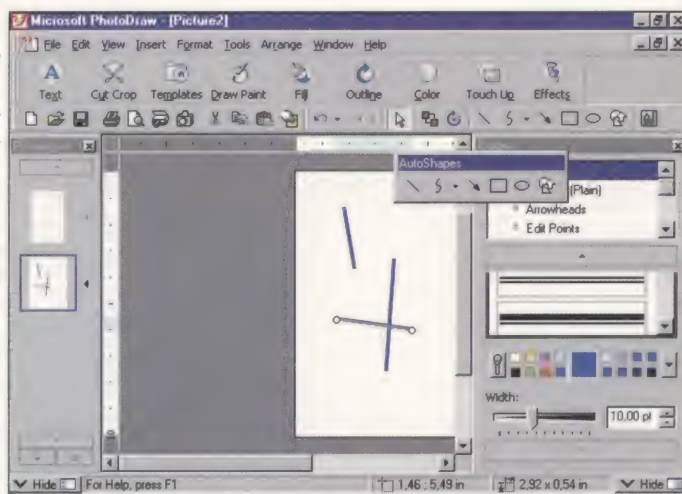 Microsoft PhotoDraw - [Picture2]
File Edit View Insert Format Tools Arrange Window Help
Text Cut Crop Templates Draw Paint Fill Outline Color Touch Up Effects
AutoShapes
(Plain)
Arrowheads
Edit Points
Width:
10,00 pt
Hide For Help, press F1 1,46 ; 5,49 in 2,92 x 0,54 in Hide